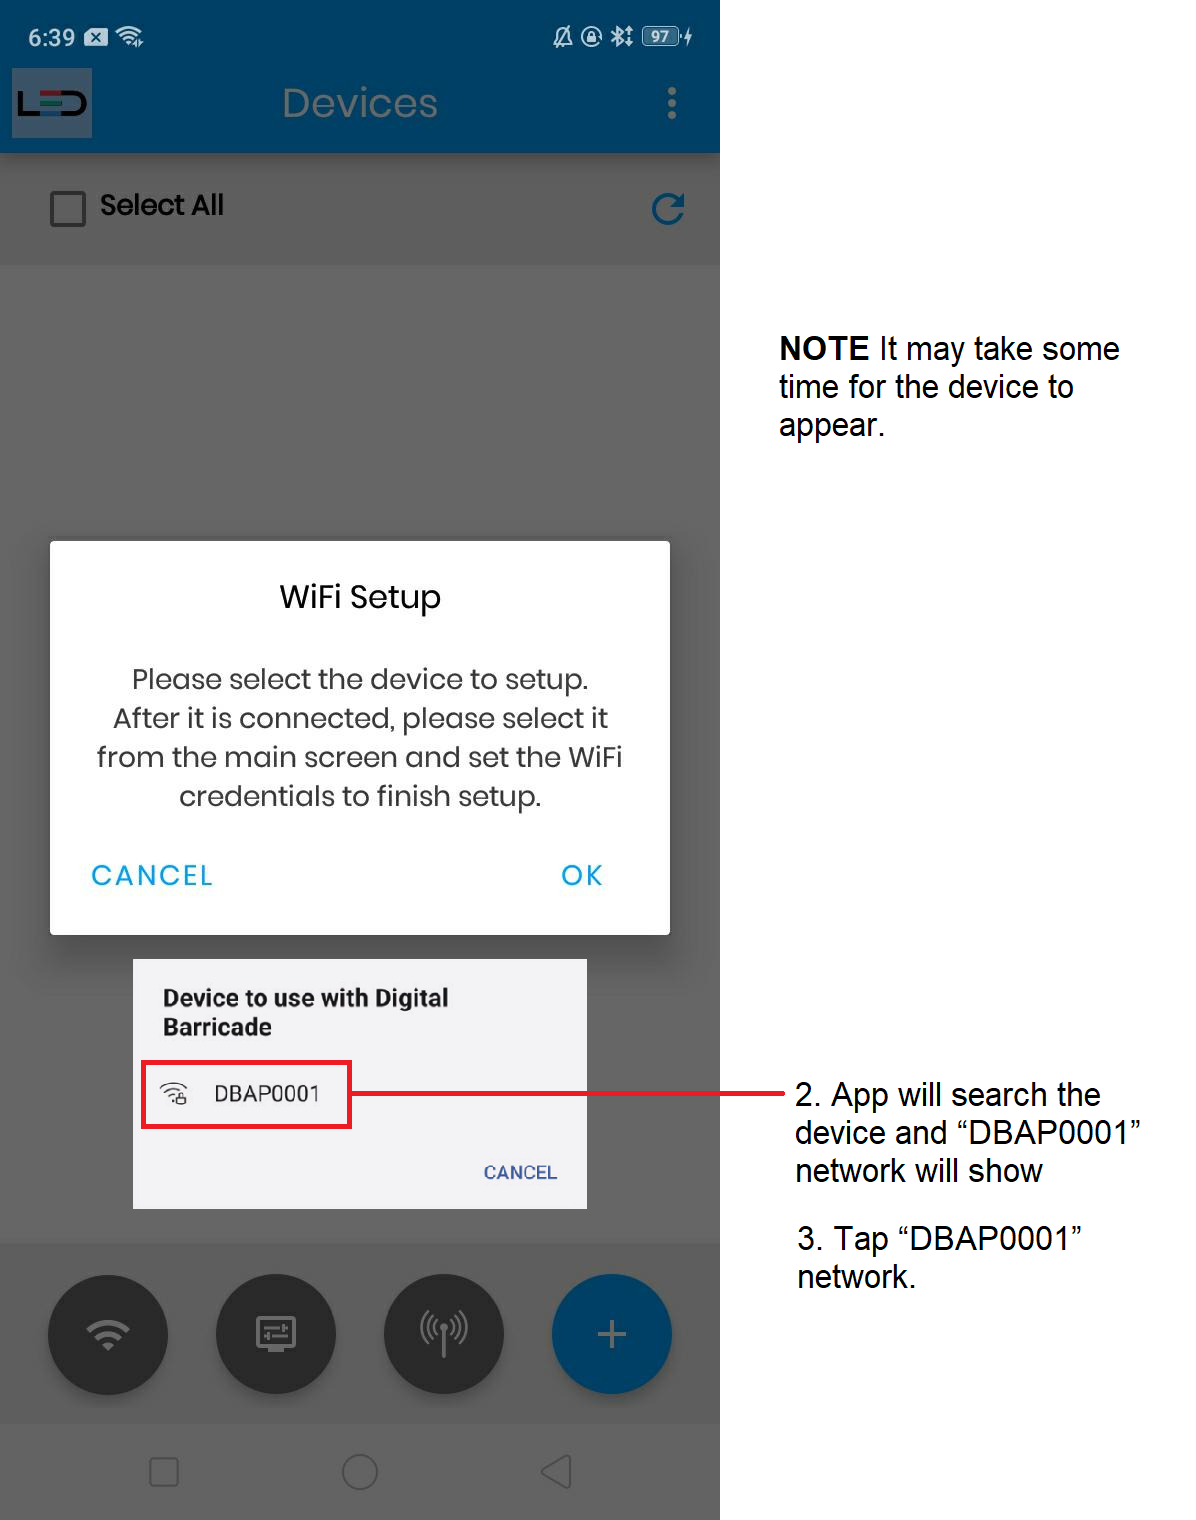 6:39
97
LED
Devices
Select All
NOTE It may take some
time for the device to
appear.
WiFi Setup
Please select the device to setup.
After it is connected, please select it
from the main screen and set the WiFi
credentials to finish setup.
CANCEL
OK
Device to use with Digital
Barricade
DBAP0001
CANCEL
2. App will search the
device and “DBAP0001”
network will show
3. Tap “DBAP0001”
network.